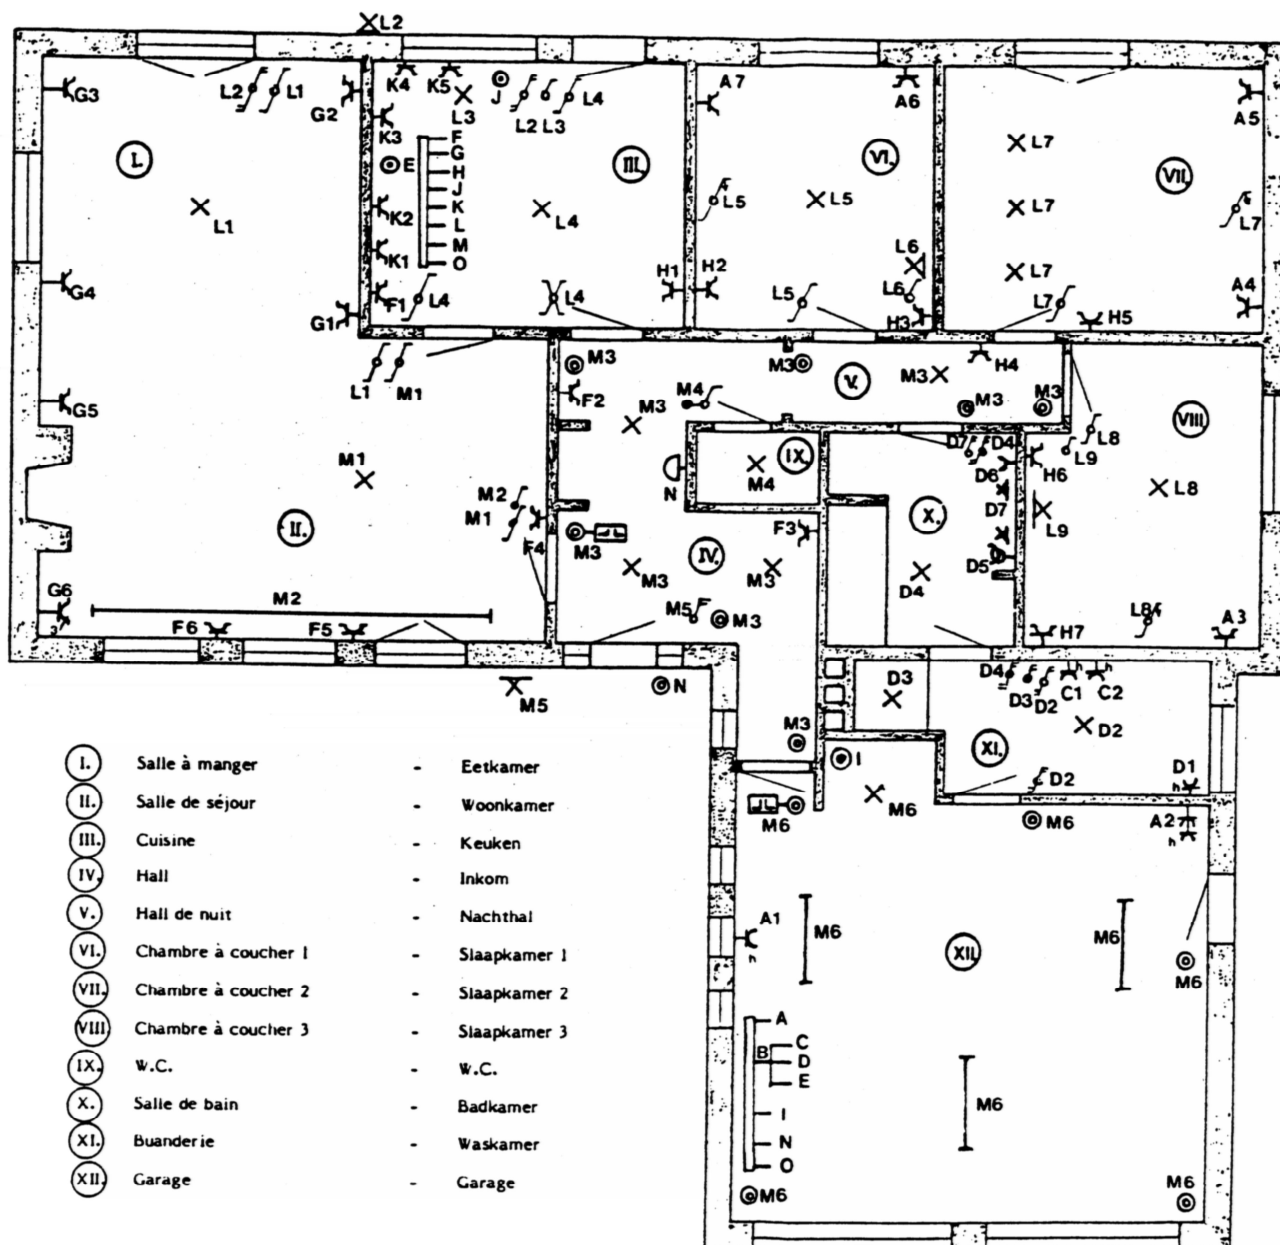 L2
G3
L2 L1
G2
K4 K5
J
L3
L2 L3
L4
A7
A6
A5
K3
E
F
G
H
J
K
L
M
O
I.
III.
VI.
VII.
L7
L1
K2
L4
L5
L5
L7
L7
K1
F1
L4
L4
H1 H2
L6
L6
L5
H3
L7
L7
H5
A4
G4
G1
L1 M1
M3
M3
V.
M3
H4
M3
M3
G5
F2
M3
M4
L8
VIII.
L9
M1
M2
M1
F4
N
IX.
M4
D7 D4
D6
H6
D7
L9
L8
II.
M3
IV.
F3
X.
D5
D4
M3
M3
G6
3
M2
F6
F5
M5
M3
L8
H7
A3
M5
N
D3
D4
D3 D2
h h
C1 C2
D2
M3
XI.
I
D2
D1
h
M6
M6
M6
A2
h
A1
h
M6
XII.
M6
M6
A
B
C
D
E
I
N
O
M6
M6
M6
I. Salle à manger - Eetkamer
II. Salle de séjour - Woonkamer
III. Cuisine - Keuken
IV. Hall - Inkom
V. Hall de nuit - Nachthal
VI. Chambre à coucher 1 - Slaapkamer 1
VII. Chambre à coucher 2 - Slaapkamer 2
VIII Chambre à coucher 3 - Slaapkamer 3
IX. W.C. - W.C.
X. Salle de bain - Badkamer
XI. Buanderie - Waskamer
XII. Garage - Garage